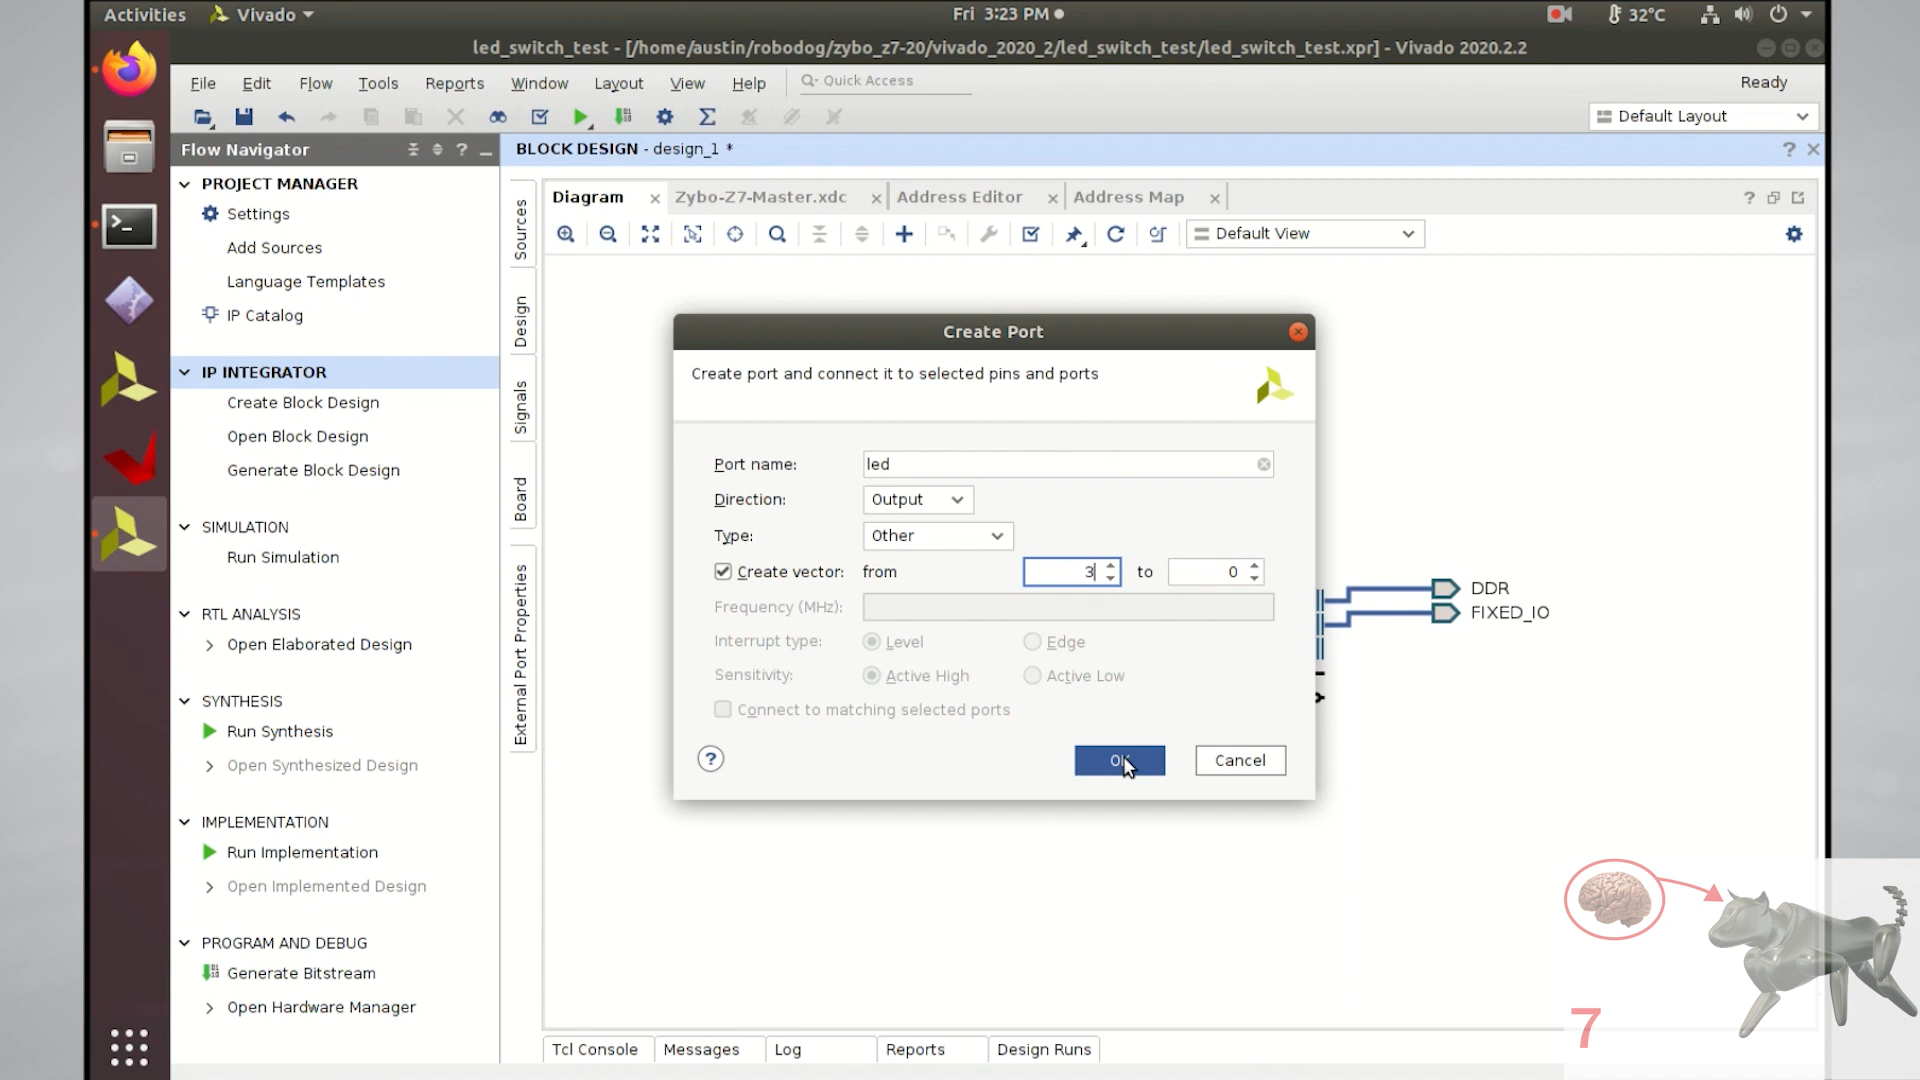 Activities
Vivado
Fri 3:23 PM
32°C
led_switch_test - [/home/austin/robodog/zybo_z7-20/vivado_2020_2/led_switch_test/led_switch_test.xpr] - Vivado 2020.2.2
File Edit Flow Tools Reports Window Layout View Help
Quick Access
Ready
Default Layout
Flow Navigator
BLOCK DESIGN - design_1 *
PROJECT MANAGER
Settings
Add Sources
Language Templates
IP Catalog
IP INTEGRATOR
Create Block Design
Open Block Design
Generate Block Design
SIMULATION
Run Simulation
RTL ANALYSIS
Open Elaborated Design
SYNTHESIS
Run Synthesis
Open Synthesized Design
IMPLEMENTATION
Run Implementation
Open Implemented Design
PROGRAM AND DEBUG
Generate Bitstream
Open Hardware Manager
Sources
Design
Signals
Board
External Port Properties
Diagram
Zybo-Z7-Master.xdc
Address Editor
Address Map
Default View
Create Port
Create port and connect it to selected pins and ports
Port name: led
Direction: Output
Type: Other
Create vector: from 3 to 0
Frequency (MHz):
Interrupt type: Level Edge
Sensitivity: Active High Active Low
Connect to matching selected ports
OK
Cancel
DDR
FIXED_IO
Tcl Console
Messages
Log
Reports
Design Runs
7